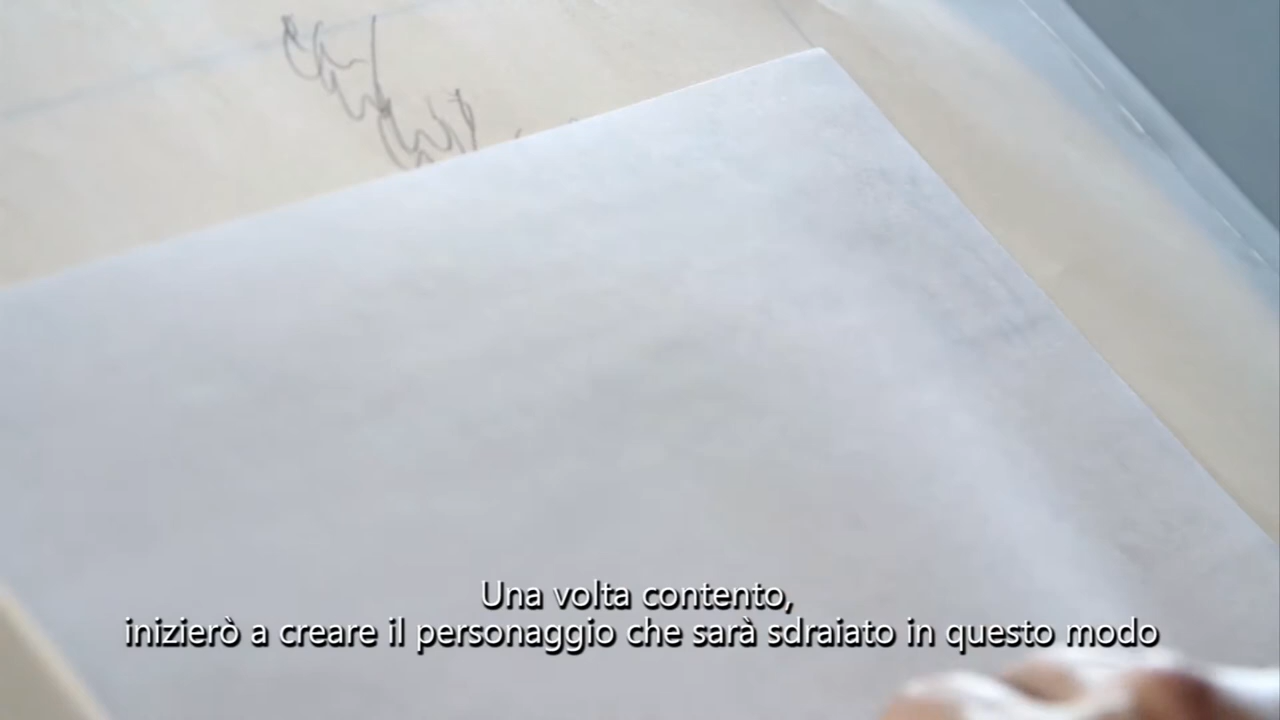 Una volta contento,
inizierò a creare il personaggio che sarà sdraiato in questo modo